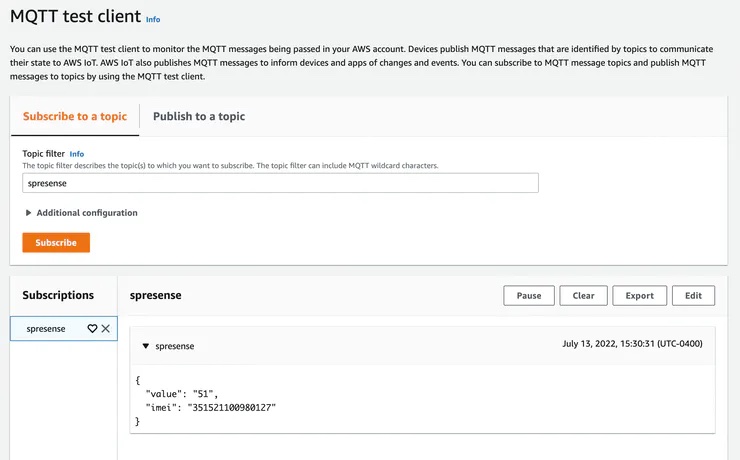 MQTT test client Info
You can use the MQTT test client to monitor the MQTT messages being passed in your AWS account. Devices publish MQTT messages that are identified by topics to communicate
their state to AWS IoT. AWS IoT also publishes MQTT messages to inform devices and apps of changes and events. You can subscribe to MQTT message topics and publish MQTT
messages to topics by using the MQTT test client.
Subscribe to a topic
Publish to a topic
Topic filter Info
The topic filter describes the topic(s) to which you want to subscribe. The topic filter can include MQTT wildcard characters.
spresense
Additional configuration
Subscribe
Subscriptions
spresense
spresense
Pause
Clear
Export
Edit
spresense
July 13, 2022, 15:30:31 (UTC-0400)
{
"value": "51",
"imei": "351521100980127"
}